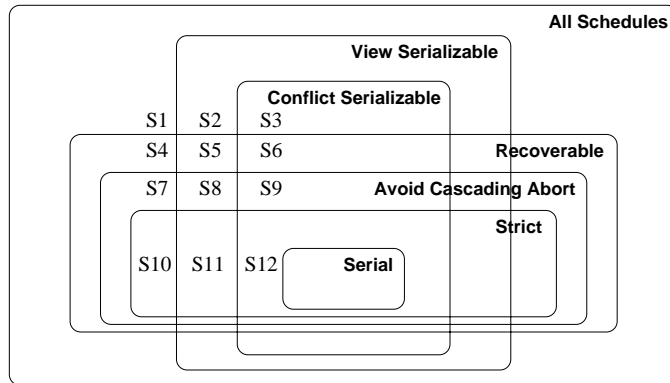 All Schedules
View Serializable
Conflict Serializable
S1 S2 S3
S4 S5 S6 Recoverable
S7 S8 S9 Avoid Cascading Abort
Strict
S10 S11 S12 Serial